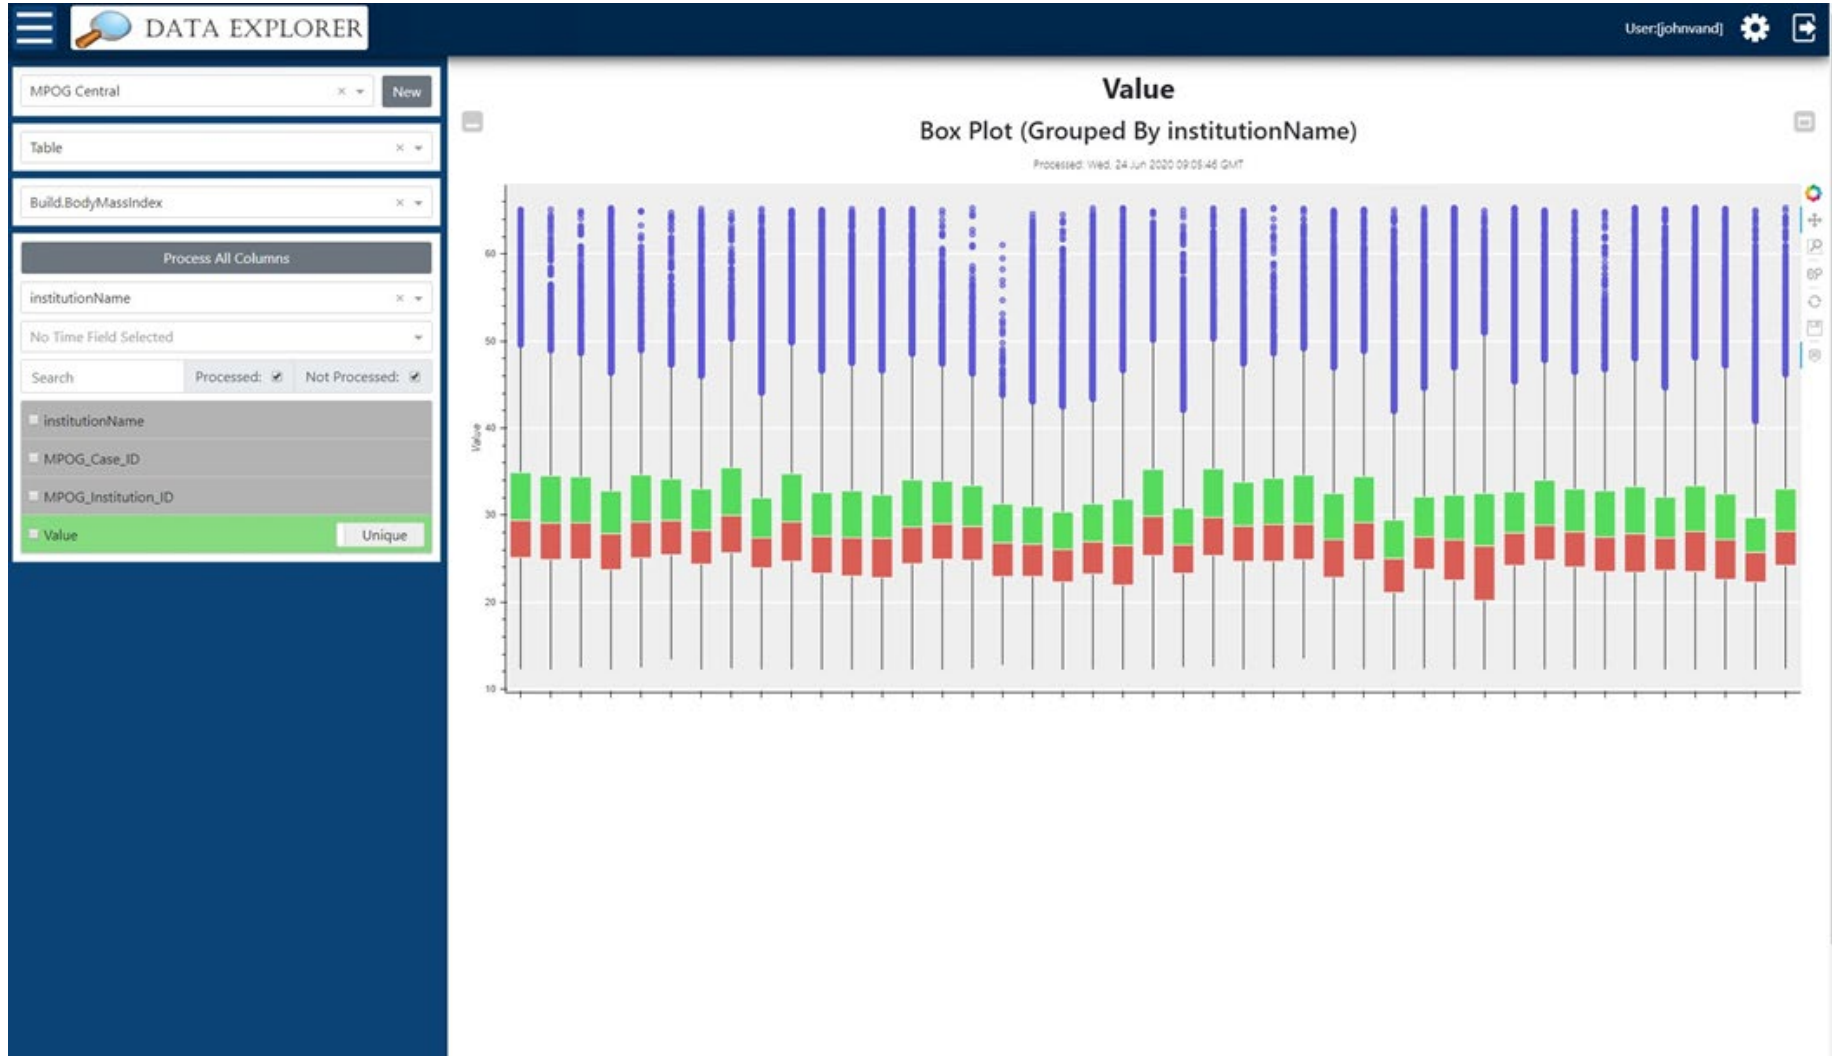 DATA EXPLORER
User:[johnvand]
MPOG Central
New
Table
Build.BodyMassIndex
Process All Columns
institutionName
No Time Field Selected
Search
Processed:
Not Processed:
institutionName
MPOG_Case_ID
MPOG_Institution_ID
Value
Unique
Value
Box Plot (Grouped By institutionName)
Processed: Wed, 24 Jun 2020 09:05:46 GMT
60
50
40
30
20
10
Value